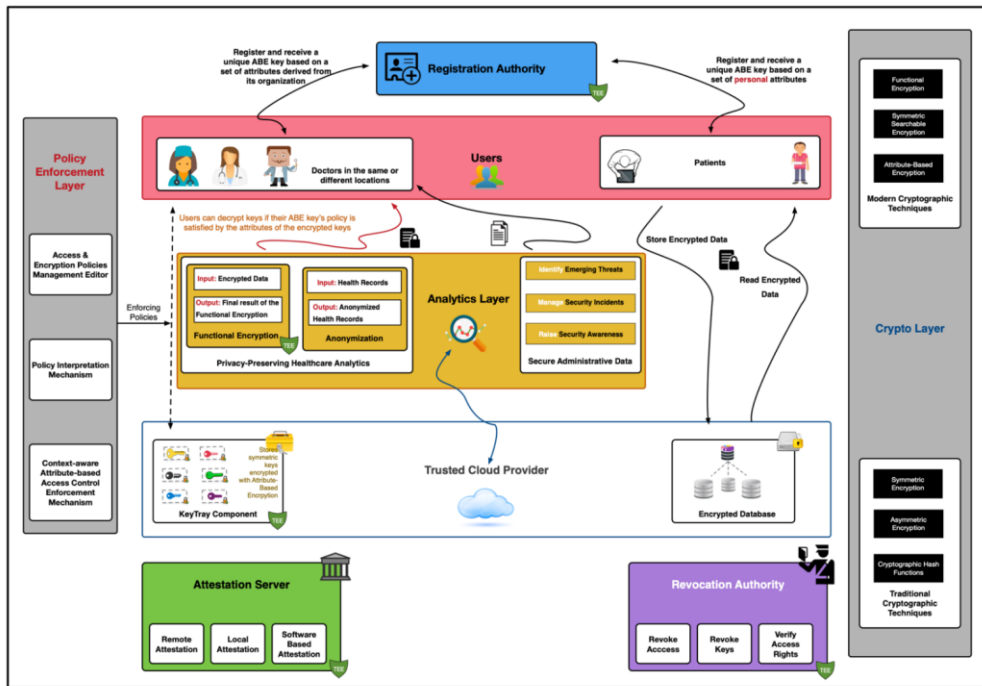 Register and receive a
unique ABE key based on a
set of attributes derived from
its organization
Registration Authority
TEE
Register and receive a
unique ABE key based on a
set of personal attributes
Policy
Enforcement
Layer
Access &
Encryption Policies
Management Editor
Policy Interpretation
Mechanism
Context-aware
Attribute-based
Access Control
Enforcement
Mechanism
Enforcing
Policies
Doctors in the same or
different locations
Users
Patients
Users can decrypt keys if their ABE key's policy is
satisfied by the attributes of the encrypted keys
Store Encrypted Data
Read Encrypted
Data
Input: Encrypted Data
Output: Final result of the
Functional Encryption
Functional Encryption
TEE
Input: Health Records
Output: Anonymized
Health Records
Anonymization
Privacy-Preserving Healthcare Analytics
Analytics Layer
Identify Emerging Threats
Manage Security Incidents
Raise Security Awareness
Secure Administrative Data
Stores
symmetric
keys
encrypted
with Attribute-
Based
Encrpytion
KeyTray Component
TEE
Trusted Cloud Provider
Encrypted Database
Attestation Server
Remote
Attestation
Local
Attestation
Software
Based
Attestation
TEE
Revocation Authority
Revoke
Acccess
Revoke
Keys
Verify
Access
Rights
TEE
Functional
Encryption
Symmetric
Searchable
Encryption
Attribute-Based
Encryption
Modern Cryptographic
Techniques
Crypto Layer
Symmetric
Encryption
Asymmetric
Encryption
Cryptographic Hash
Functions
Traditional
Cryptographic
Techniques